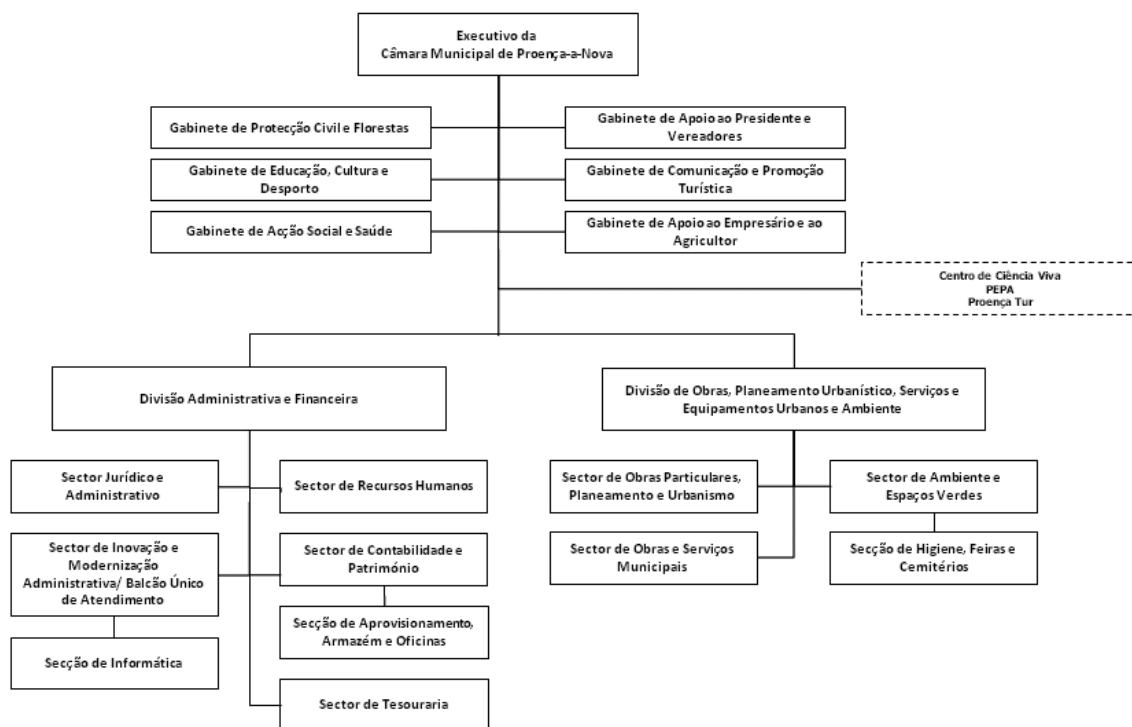 Executivo da
Câmara Municipal de Proença-a-Nova
Gabinete de Protecção Civil e Florestas
Gabinete de Apoio ao Presidente e
Vereadores
Gabinete de Educação, Cultura e
Desporto
Gabinete de Comunicação e Promoção
Turística
Gabinete de Acção Social e Saúde
Gabinete de Apoio ao Empresário e ao
Agricultor
Centro de Ciência Viva
PEPA
Proença Tur
Divisão Administrativa e Financeira
Divisão de Obras, Planeamento Urbanístico, Serviços e
Equipamentos Urbanos e Ambiente
Sector Jurídico e
Administrativo
Sector de Recursos Humanos
Sector de Obras Particulares,
Planeamento e Urbanismo
Sector de Ambiente e
Espaços Verdes
Sector de Inovação e
Modernização
Administrativa/ Balcão Único
de Atendimento
Sector de Contabilidade e
Património
Sector de Obras e Serviços
Municipais
Secção de Higiene, Feiras e
Cemitérios
Secção de Informática
Secção de Aprovisionamento,
Armazém e Oficinas
Sector de Tesouraria